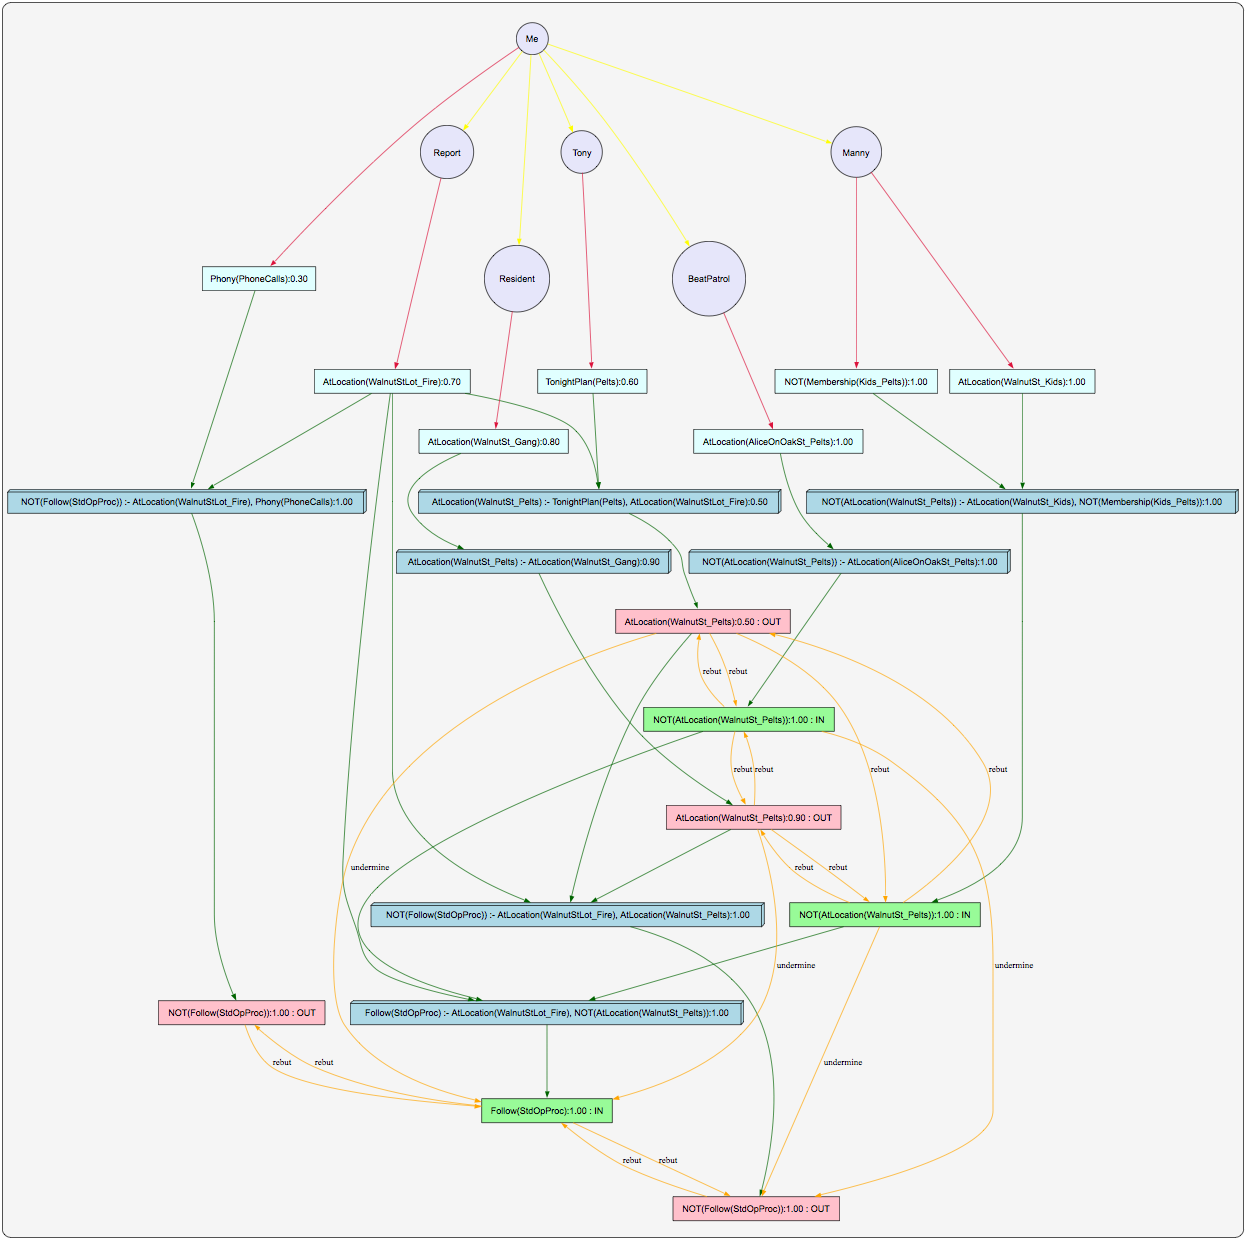 Me
Report
Tony
Manny
Phony(PhoneCalls):0.30
Resident
BeatPatrol
AtLocation(WalnutStLot_Fire):0.70
TonightPlan(Pelts):0.60
NOT(Membership(Kids_Pelts)):1.00
AtLocation(WalnutSt_Kids):1.00
AtLocation(WalnutSt_Gang):0.80
AtLocation(AliceOnOakSt_Pelts):1.00
NOT(Follow(StdOpProc)) :- AtLocation(WalnutStLot_Fire), Phony(PhoneCalls):1.00
AtLocation(WalnutSt_Pelts) :- TonightPlan(Pelts), AtLocation(WalnutStLot_Fire):0.50
NOT(AtLocation(WalnutSt_Pelts)) :- AtLocation(WalnutSt_Kids), NOT(Membership(Kids_Pelts)):1.00
AtLocation(WalnutSt_Pelts) :- AtLocation(WalnutSt_Gang):0.90
NOT(AtLocation(WalnutSt_Pelts)) :- AtLocation(AliceOnOakSt_Pelts):1.00
AtLocation(WalnutSt_Pelts):0.50 : OUT
rebut
rebut
NOT(AtLocation(WalnutSt_Pelts)):1.00 : IN
rebut
rebut
rebut
rebut
AtLocation(WalnutSt_Pelts):0.90 : OUT
undermine
rebut
rebut
NOT(Follow(StdOpProc)) :- AtLocation(WalnutStLot_Fire), AtLocation(WalnutSt_Pelts):1.00
NOT(AtLocation(WalnutSt_Pelts)):1.00 : IN
undermine
undermine
NOT(Follow(StdOpProc)):1.00 : OUT
Follow(StdOpProc) :- AtLocation(WalnutStLot_Fire), NOT(AtLocation(WalnutSt_Pelts)):1.00
rebut
rebut
undermine
Follow(StdOpProc):1.00 : IN
rebut
rebut
NOT(Follow(StdOpProc)):1.00 : OUT